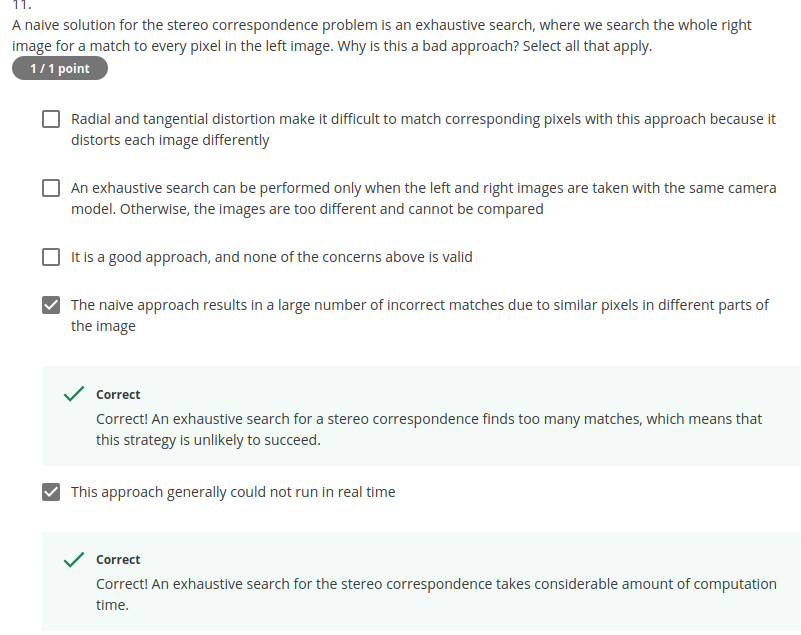 11.
A naive solution for the stereo correspondence problem is an exhaustive search, where we search the whole right
image for a match to every pixel in the left image. Why is this a bad approach? Select all that apply.
1 / 1 point
Radial and tangential distortion make it difficult to match corresponding pixels with this approach because it
distorts each image differently
An exhaustive search can be performed only when the left and right images are taken with the same camera
model. Otherwise, the images are too different and cannot be compared
It is a good approach, and none of the concerns above is valid
The naive approach results in a large number of incorrect matches due to similar pixels in different parts of
the image
Correct
Correct! An exhaustive search for a stereo correspondence finds too many matches, which means that
this strategy is unlikely to succeed.
This approach generally could not run in real time
Correct
Correct! An exhaustive search for the stereo correspondence takes considerable amount of computation
time.